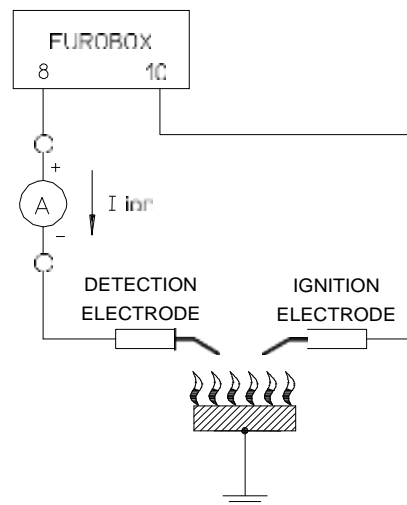 EUROBOX
8 10
+
A I ion
–
DETECTION ELECTRODE
IGNITION ELECTRODE